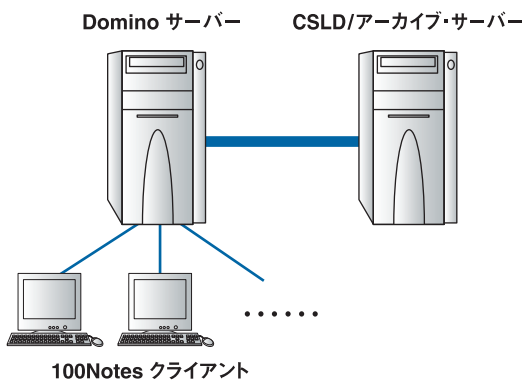 Domino サーバー
CSLD/アーカイブ・サーバー
......
100Notes クライアント